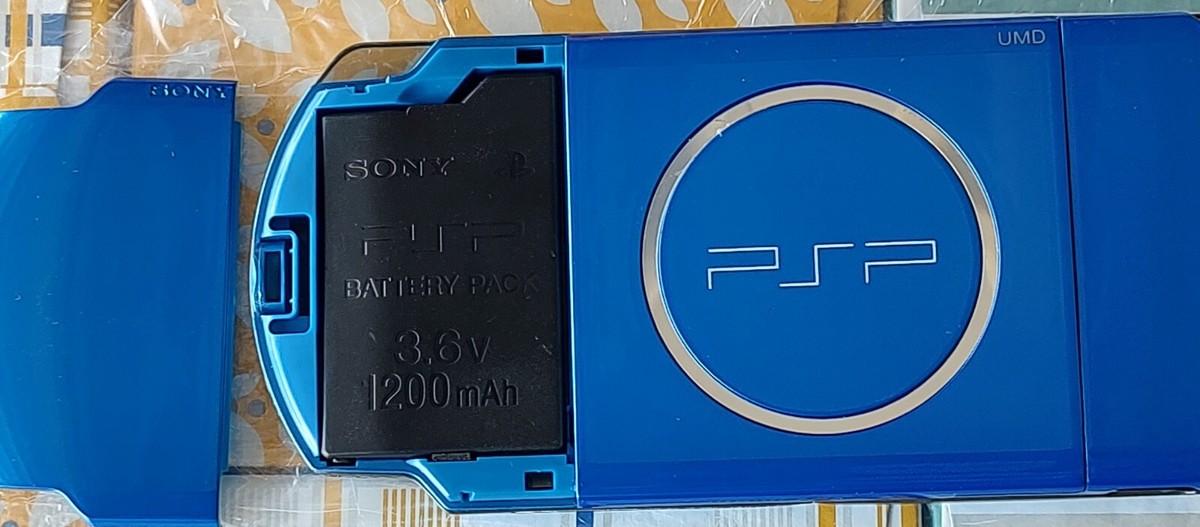 SONY
SONY
PSP
BATTERY PACK
3.6V
1200mAh
UMD
PSP